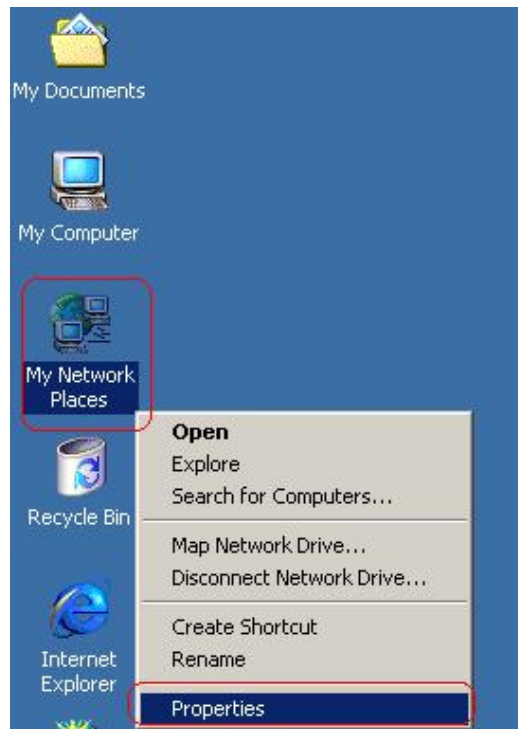 My Documents
My Computer
My Network
Places
Recycle Bin
Internet
Explorer
Open
Explore
Search for Computers...
Map Network Drive...
Disconnect Network Drive...
Create Shortcut
Rename
Properties